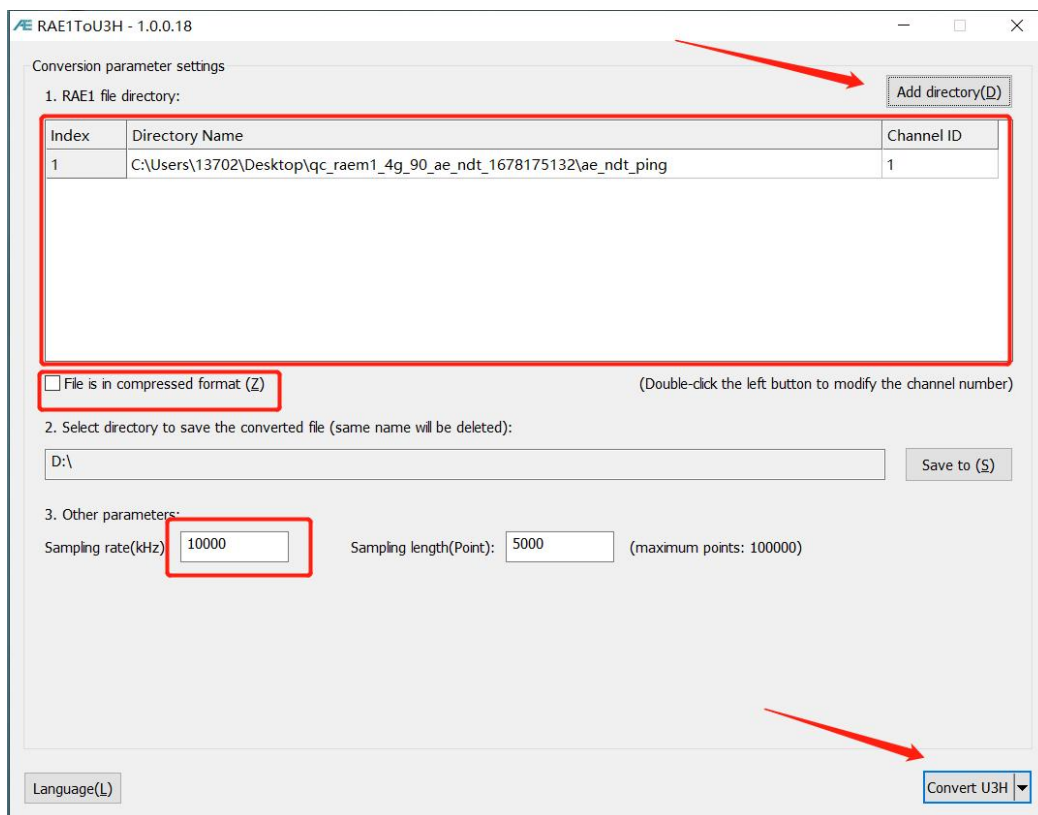 Æ RAE1ToU3H - 1.0.0.18
Conversion parameter settings
1. RAE1 file directory:
Add directory(D)
Index Directory Name Channel ID
1 C:\Users\13702\Desktop\qc_raem1_4g_90_ae_ndt_1678175132\ae_ndt_ping 1
File is in compressed format (Z)
(Double-click the left button to modify the channel number)
2. Select directory to save the converted file (same name will be deleted):
D:\ Save to (S)
3. Other parameters:
Sampling rate(kHz) 10000 Sampling length(Point): 5000 (maximum points: 100000)
Language(L) Convert U3H